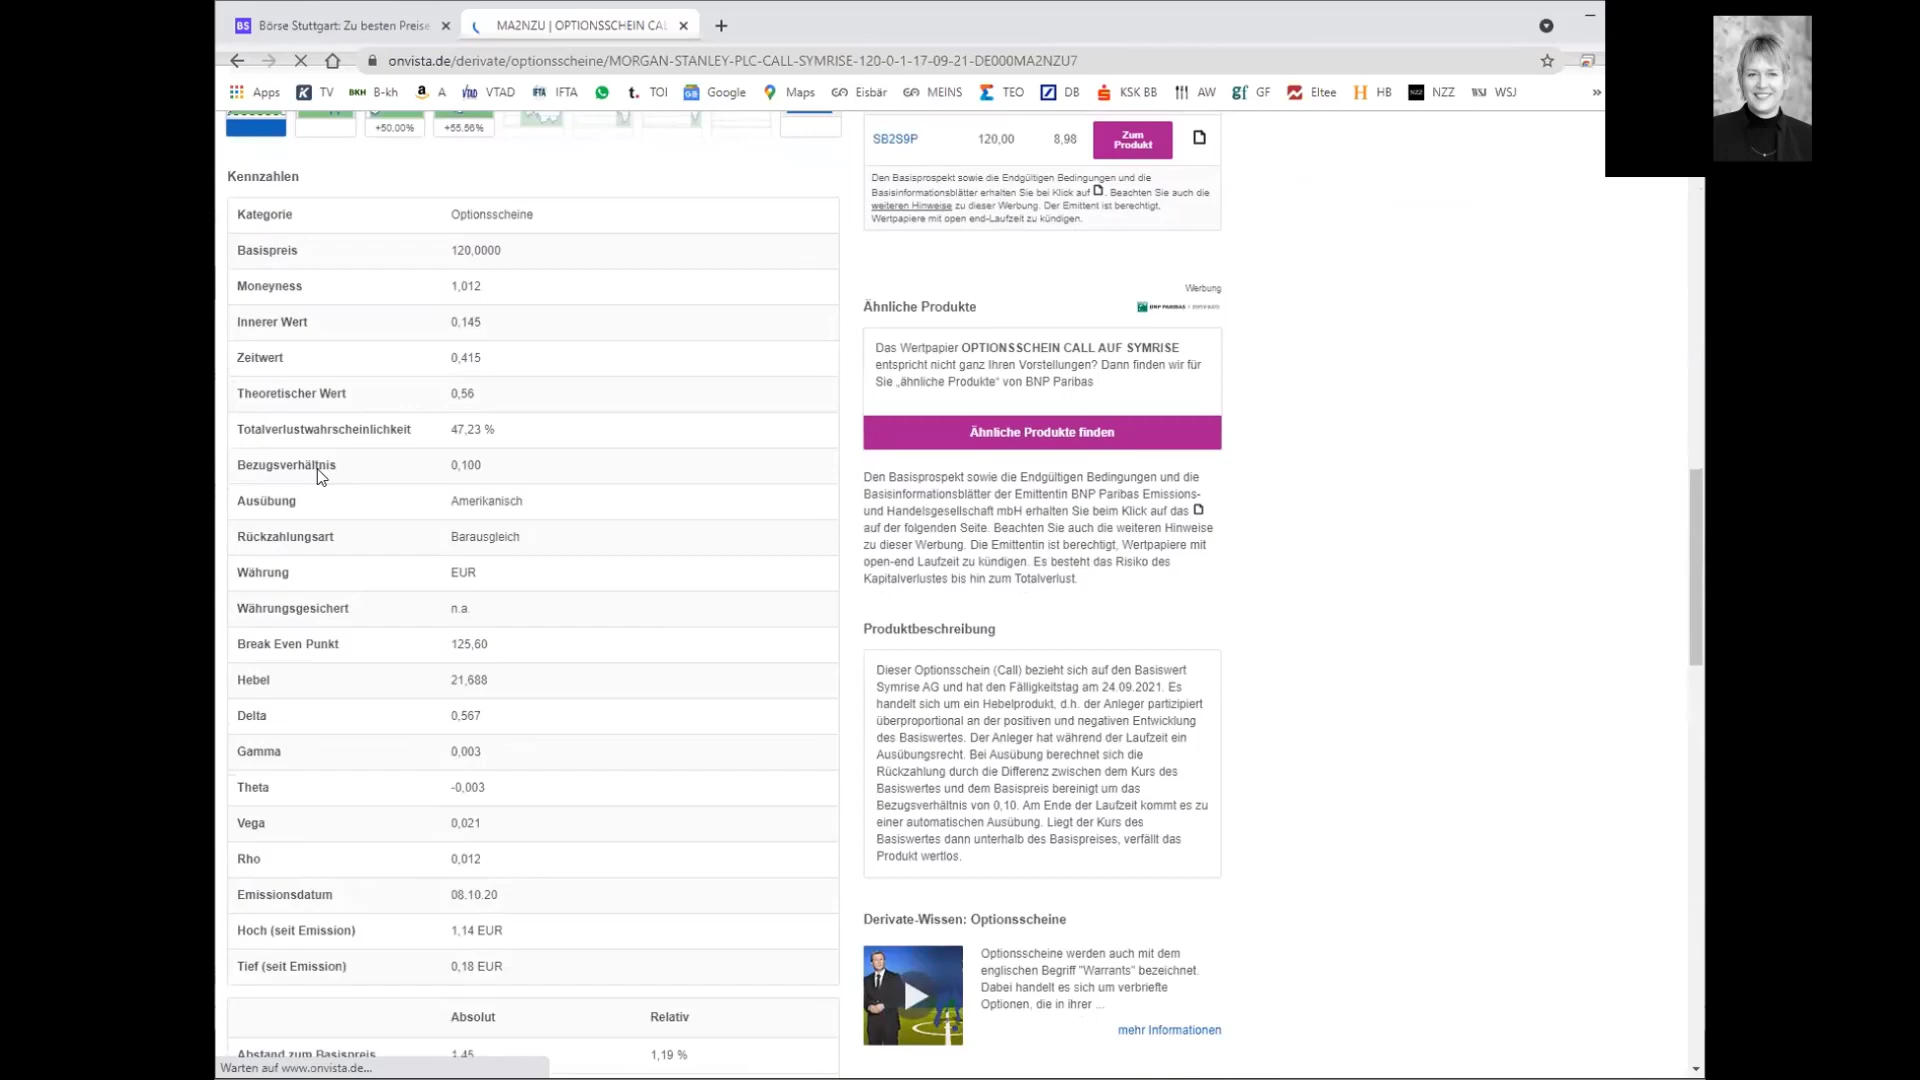 Börse Stuttgart: Zu besten Preise
MA2NZU | OPTIONSSCHEIN CAL
onvista.de/derivate/optionsscheine/MORGAN-STANLEY-PLC-CALL-SYMRISE-120-0-1-17-09-21-DE000MA2NZU7
Apps TV B-kh A VTAD IFTA TOI Google Maps Eisbär MEINS TEO DB KSK BB AW GF Eltee HB NZZ WSJ
+50.00% +55.56%
Kennzahlen
Kategorie Optionsscheine
Basispreis 120,0000
Moneyness 1,012
Innerer Wert 0,145
Zeitwert 0,415
Theoretischer Wert 0,56
Totalverlustwahrscheinlichkeit 47,23 %
Bezugsverhältnis 0,100
Ausübung Amerikanisch
Rückzahlungsart Barausgleich
Währung EUR
Währungsgesichert n.a.
Break Even Punkt 125,60
Hebel 21,688
Delta 0,567
Gamma 0,003
Theta -0,003
Vega 0,021
Rho 0,012
Emissionsdatum 08.10.20
Hoch (seit Emission) 1,14 EUR
Tief (seit Emission) 0,18 EUR
Absolut Relativ
Abstand zum Basispreis 1,45 1,19 %
Warten auf www.onvista.de...
SB2S9P 120,00 8,98 Zum
Produkt
Den Basisprospekt sowie die Endgültigen Bedingungen und die
Basisinformationsblätter erhalten Sie bei Klick auf . Beachten Sie auch die
weiteren Hinweise zu dieser Werbung. Der Emittent ist berechtigt,
Wertpapiere mit open end-Laufzeit zu kündigen.
Werbung
Ähnliche Produkte
BNP PARIBAS
Das Wertpapier OPTIONSSCHEIN CALL AUF SYMRISE
entspricht nicht ganz Ihren Vorstellungen? Dann finden wir für
Sie „ähnliche Produkte“ von BNP Paribas
Ähnliche Produkte finden
Den Basisprospekt sowie die Endgültigen Bedingungen und die
Basisinformationsblätter der Emittentin BNP Paribas Emissions-
und Handelsgesellschaft mbH erhalten Sie beim Klick auf das
auf der folgenden Seite. Beachten Sie auch die weiteren Hinweise
zu dieser Werbung. Die Emittentin ist berechtigt, Wertpapiere mit
open-end Laufzeit zu kündigen. Es besteht das Risiko des
Kapitalverlustes bis hin zum Totalverlust.
Produktbeschreibung
Dieser Optionsschein (Call) bezieht sich auf den Basiswert
Symrise AG und hat den Fälligkeitstag am 24.09.2021. Es
handelt sich um ein Hebelprodukt, d.h. der Anleger partizipiert
überproportional an der positiven und negativen Entwicklung
des Basiswertes. Der Anleger hat während der Laufzeit ein
Ausübungsrecht. Bei Ausübung berechnet sich die
Rückzahlung durch die Differenz zwischen dem Kurs des
Basiswertes und dem Basispreis bereinigt um das
Bezugsverhältnis von 0,10. Am Ende der Laufzeit kommt es zu
einer automatischen Ausübung. Liegt der Kurs des
Basiswertes dann unterhalb des Basispreises, verfällt das
Produkt wertlos.
Derivate-Wissen: Optionsscheine
Optionsscheine werden auch mit dem
englischen Begriff "Warrants" bezeichnet.
Dabei handelt es sich um verbriefte
Optionen, die in ihrer ...
mehr Informationen